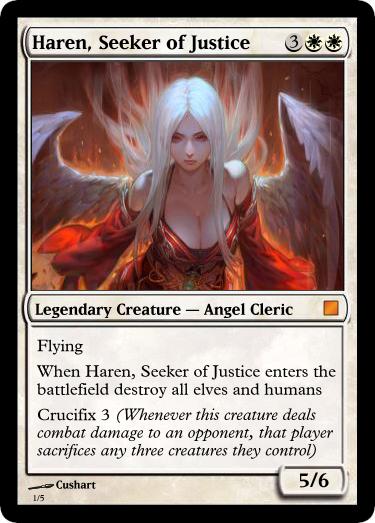 Haren, Seeker of Justice 3
Legendary Creature — Angel Cleric
Flying
When Haren, Seeker of Justice enters the
battlefield destroy all elves and humans
Crucifix 3 (Whenever this creature deals
combat damage to an opponent, that player
sacrifices any three creatures they control)
5/6
Cushart
1/5